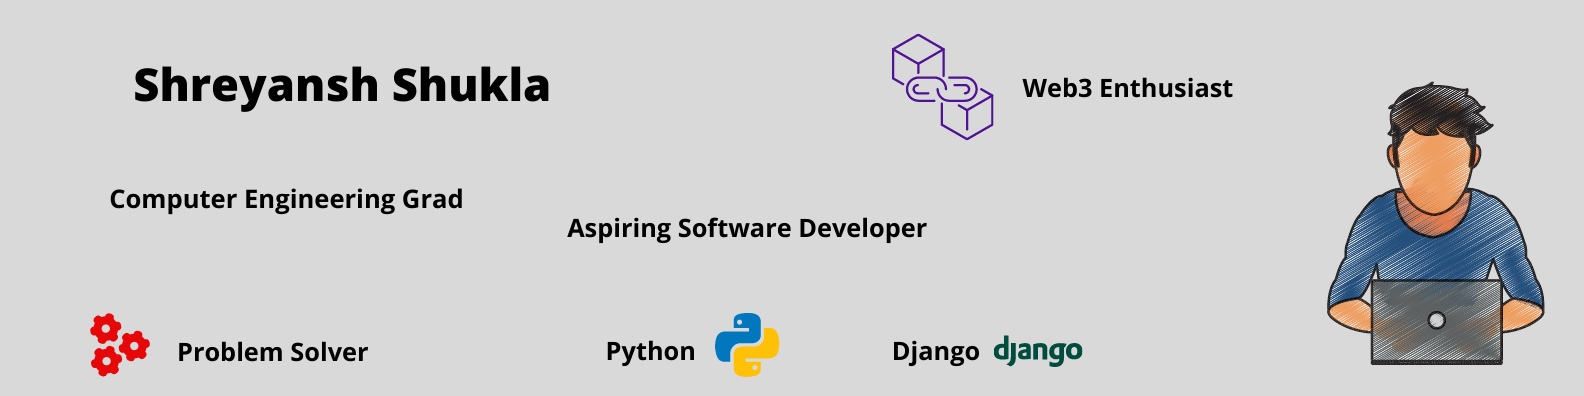 Shreyansh Shukla
Web3 Enthusiast
Computer Engineering Grad
Aspiring Software Developer
Problem Solver
Python
Django django